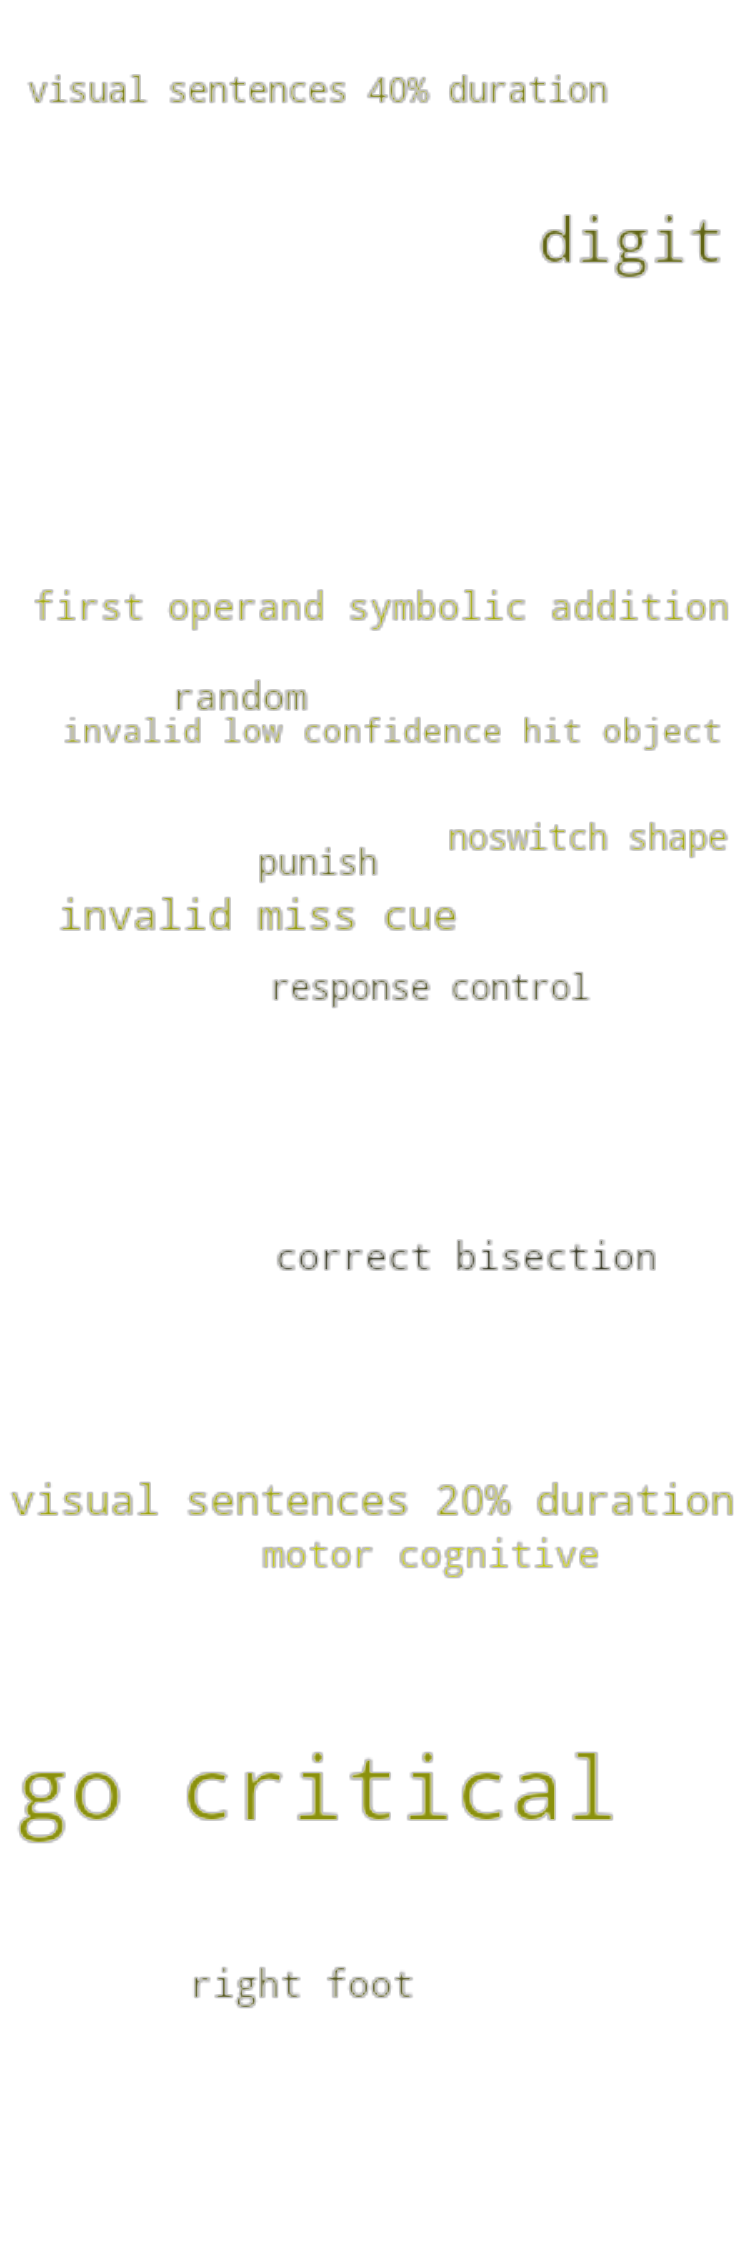 visual sentences 40% duration
digit
first operand symbolic addition
random
invalid low confidence hit object
noswitch shape
punish
invalid miss cue
response control
correct bisection
visual sentences 20% duration
motor cognitive
go critical
right foot